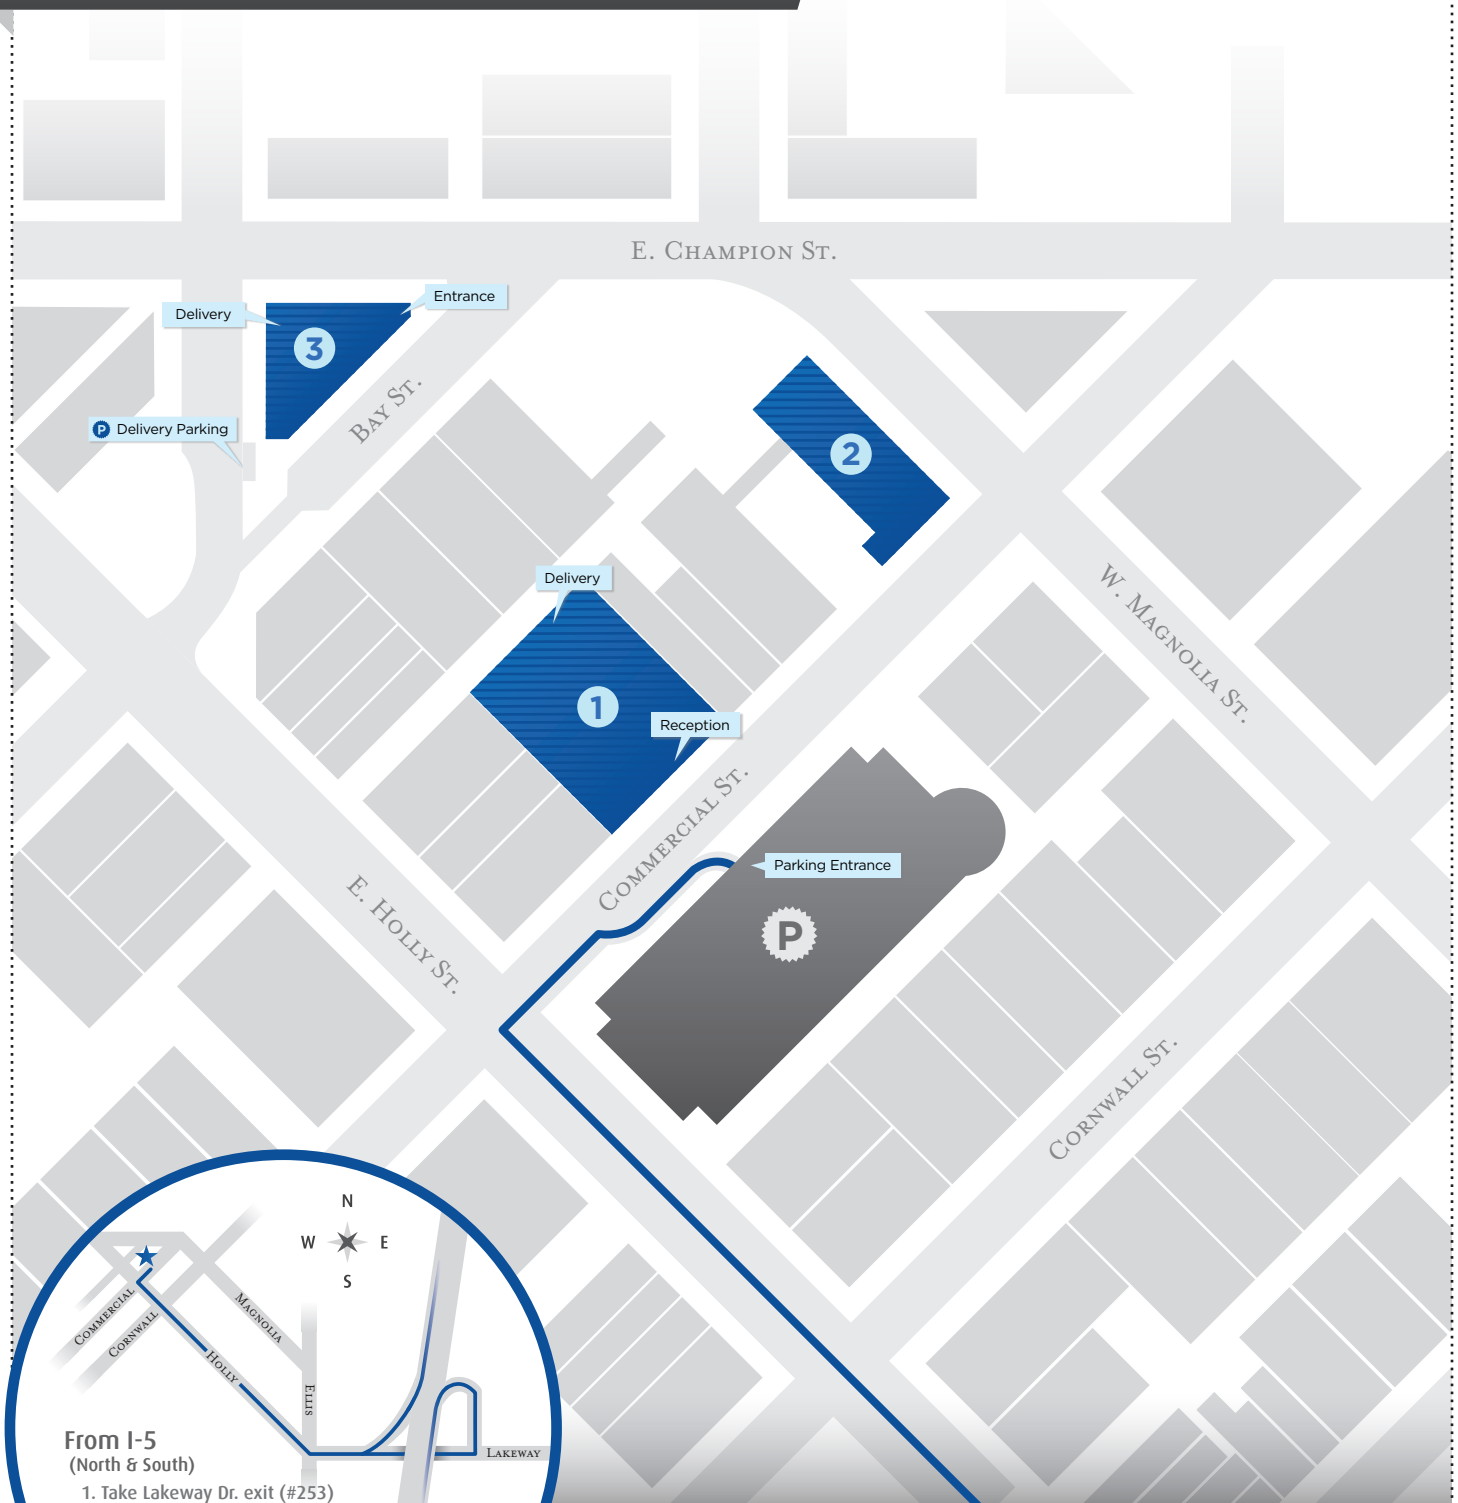 E. Champion St.
Entrance
Delivery
3
Bay St.
P Delivery Parking
2
Delivery
W. Magnolia St.
1
Reception
Commercial St.
Parking Entrance
P
E. Holly St.
Cornwall St.
N
W E
S
Commercial
Cornwall
Magnolia
Holly
Ellis
Lakeway
From I-5
(North & South)
1. Take Lakeway Dr. exit (#253)